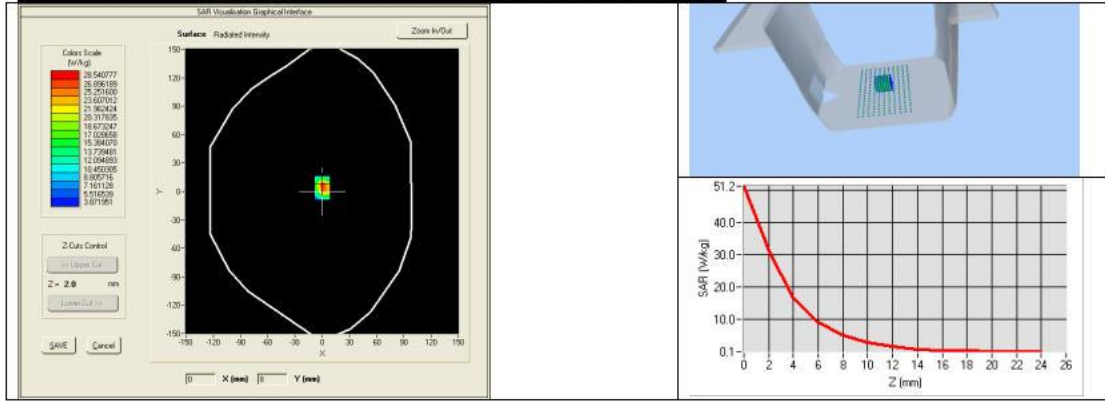 SAR Visualisation Graphical Interface
Surface Radiated Intensity
Zoom In/Out
Colors Scale
(W/kg)
28.540777
26.896189
25.251600
23.607012
21.962424
20.317835
18.673247
17.028658
15.384070
13.739481
12.094893
10.450305
8.805716
7.161128
5.516539
3.871951
Z-Cuts Control
<< Upper Cut
Z = 2.0 mm
Lower Cut >>
SAVE Cancel
150-
120-
90-
60-
30-
0-
-30-
-60-
-90-
-120-
-150-
Y
-150 -120 -90 -60 -30 0 30 60 90 120 150
X
0 X (mm) 8 Y (mm)
51.2-
40.0-
30.0-
20.0-
10.0-
0.1-
SAR (W/kg)
0 2 4 6 8 10 12 14 16 18 20 22 24 26
Z (mm)